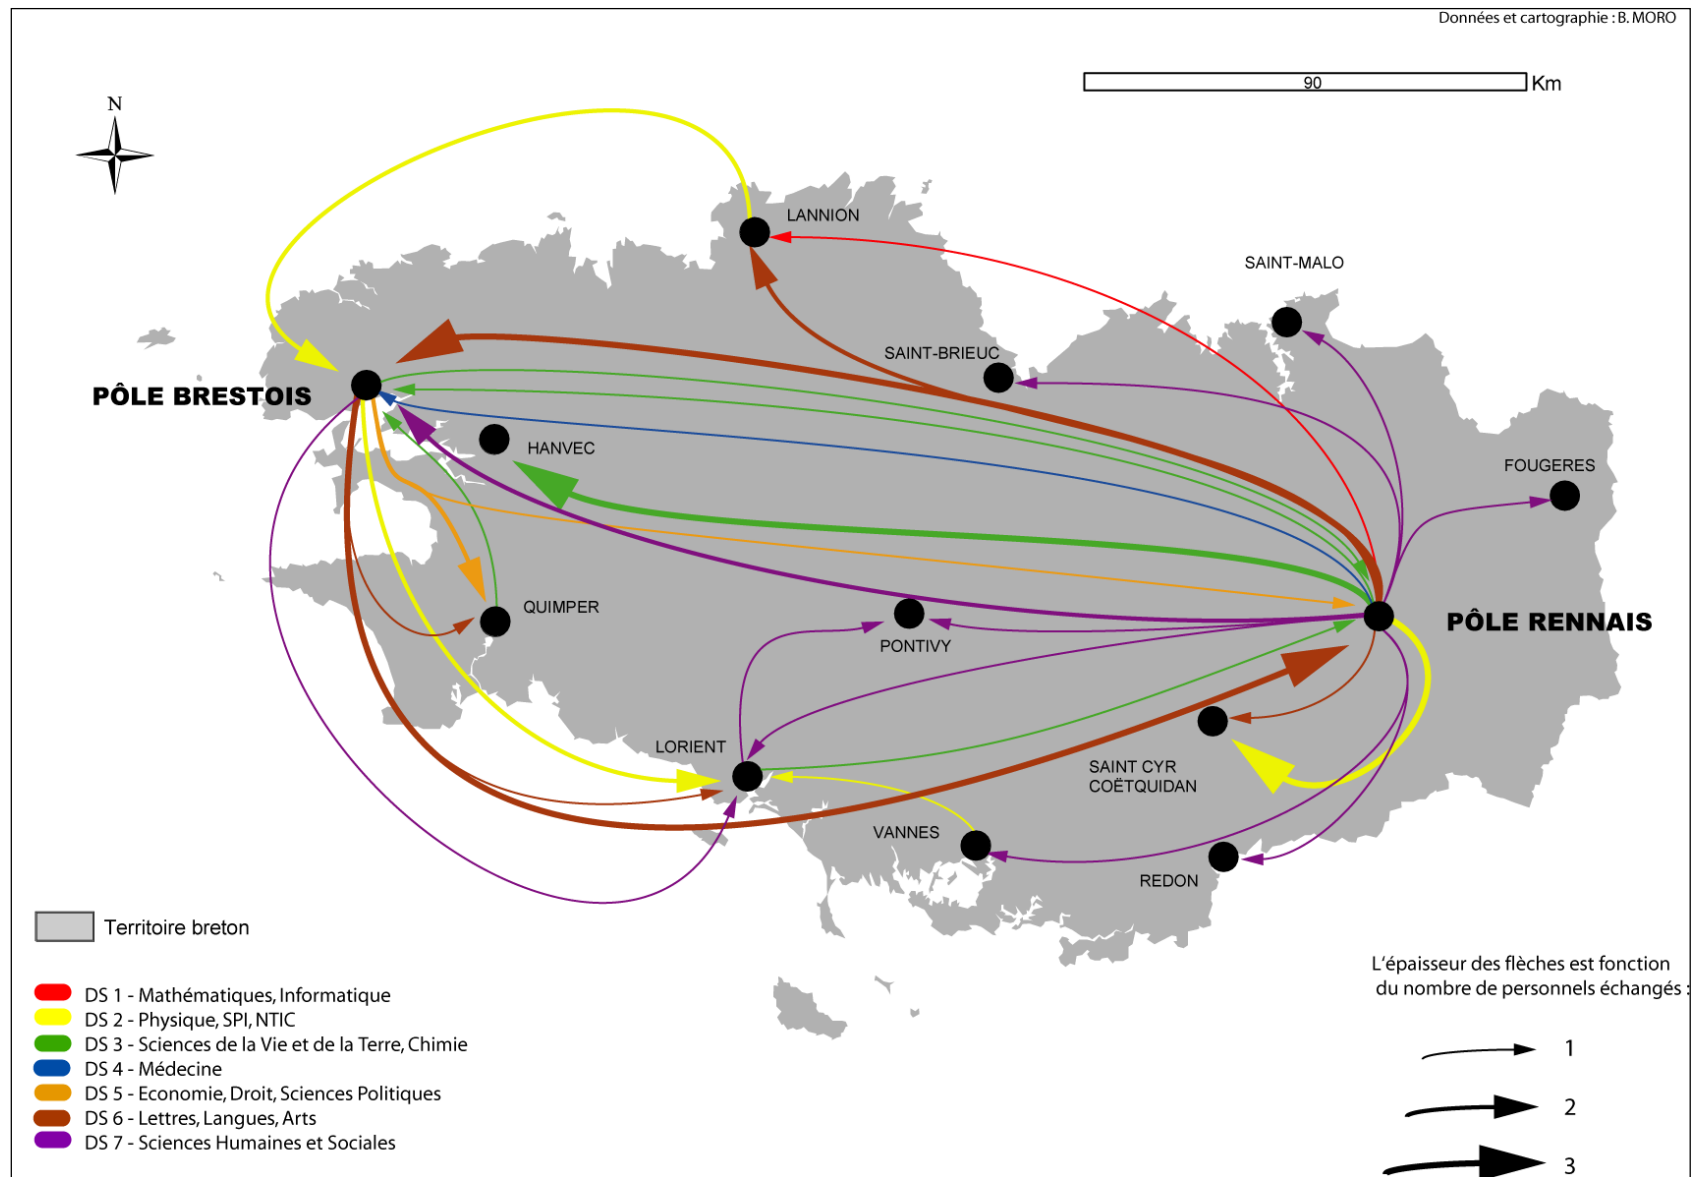 Données et cartographie : B. MORO
90 Km
N
LANNION
SAINT-MALO
SAINT-BRIEUC
PÔLE BRESTOIS
HANVEC
FOUGERES
QUIMPER
PONTIVY
PÔLE RENNAIS
LORIENT
SAINT CYR
COËTQUIDAN
VANNES
REDON
Territoire breton
DS 1 - Mathématiques, Informatique
DS 2 - Physique, SPI, NTIC
DS 3 - Sciences de la Vie et de la Terre, Chimie
DS 4 - Médecine
DS 5 - Economie, Droit, Sciences Politiques
DS 6 - Lettres, Langues, Arts
DS 7 - Sciences Humaines et Sociales
L'épaisseur des flèches est fonction
du nombre de personnels échangés :
1
2
3